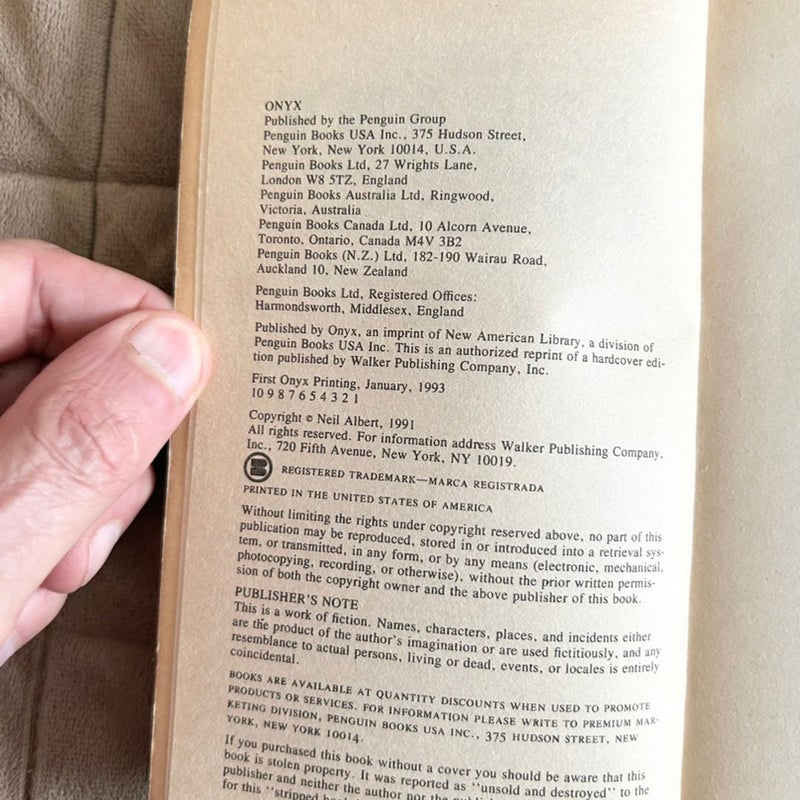 ONYX
Published by the Penguin Group
Penguin Books USA Inc., 375 Hudson Street,
New York, New York 10014, U.S.A.
Penguin Books Ltd, 27 Wrights Lane,
London W8 5TZ, England
Penguin Books Australia Ltd, Ringwood,
Victoria, Australia
Penguin Books Canada Ltd, 10 Alcorn Avenue,
Toronto, Ontario, Canada M4V 3B2
Penguin Books (N.Z.) Ltd, 182-190 Wairau Road,
Auckland 10, New Zealand
Penguin Books Ltd, Registered Offices:
Harmondsworth, Middlesex, England
Published by Onyx, an imprint of New American Library, a division of
Penguin Books USA Inc. This is an authorized reprint of a hardcover edi-
tion published by Walker Publishing Company, Inc.
First Onyx Printing, January, 1993
10 9 8 7 6 5 4 3 2 1
Copyright © Neil Albert, 1991
All rights reserved. For information address Walker Publishing Company,
Inc., 720 Fifth Avenue, New York, NY 10019.
REGISTERED TRADEMARK—MARCA REGISTRADA
PRINTED IN THE UNITED STATES OF AMERICA
Without limiting the rights under copyright reserved above, no part of this
publication may be reproduced, stored in or introduced into a retrieval sys-
tem, or transmitted, in any form, or by any means (electronic, mechanical,
photocopying, recording, or otherwise), without the prior written permis-
sion of both the copyright owner and the above publisher of this book.
PUBLISHER'S NOTE
This is a work of fiction. Names, characters, places, and incidents either
are the product of the author's imagination or are used fictitiously, and any
resemblance to actual persons, living or dead, events, or locales is entirely
coincidental.
BOOKS ARE AVAILABLE AT QUANTITY DISCOUNTS WHEN USED TO PROMOTE
PRODUCTS OR SERVICES. FOR INFORMATION PLEASE WRITE TO PREMIUM MAR-
KETING DIVISION, PENGUIN BOOKS USA INC., 375 HUDSON STREET, NEW
YORK, NEW YORK 10014.
If you purchased this book without a cover you should be aware that this
book is stolen property. It was reported as "unsold and destroyed" to the
publisher and neither the author nor the
for this "stripped